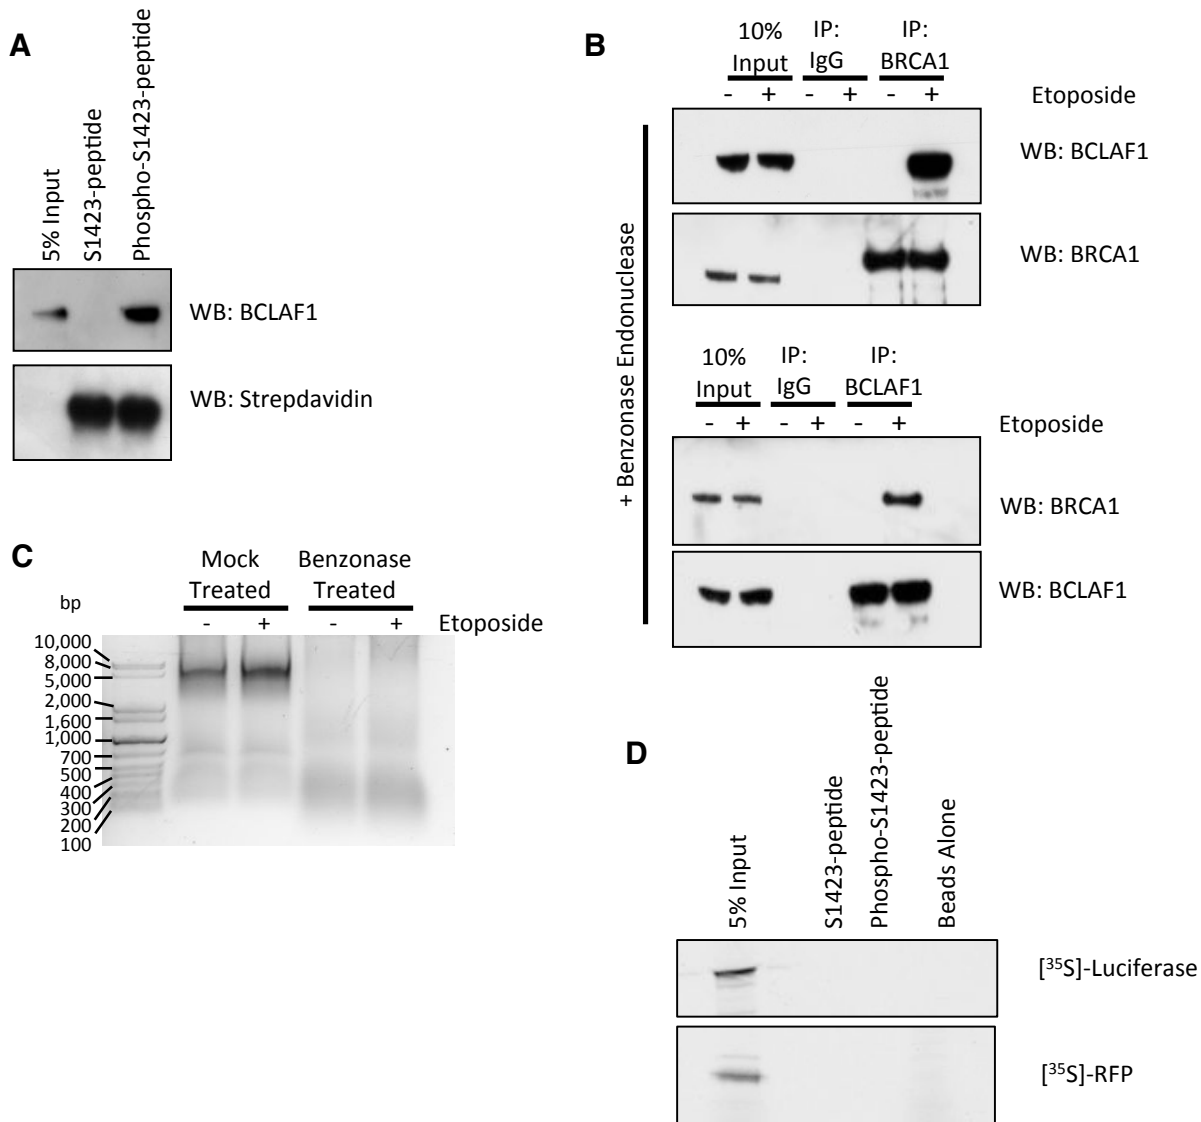 A
5% Input
S1423-peptide
Phospho-S1423-peptide
WB: BCLAF1
WB: Strepdavidin
B
10% Input
IP: IgG
IP: BRCA1
- + - + - + Etoposide
+ Benzonase Endonuclease
WB: BCLAF1
WB: BRCA1
10% Input
IP: IgG
IP: BCLAF1
- + - + - + Etoposide
WB: BRCA1
WB: BCLAF1
C
Mock Treated
Benzonase Treated
bp
- + - + Etoposide
10,000
8,000
5,000
2,000
1,600
1,000
700
500
400
300
200
100
D
5% Input
S1423-peptide
Phospho-S1423-peptide
Beads Alone
[³⁵S]-Luciferase
[³⁵S]-RFP